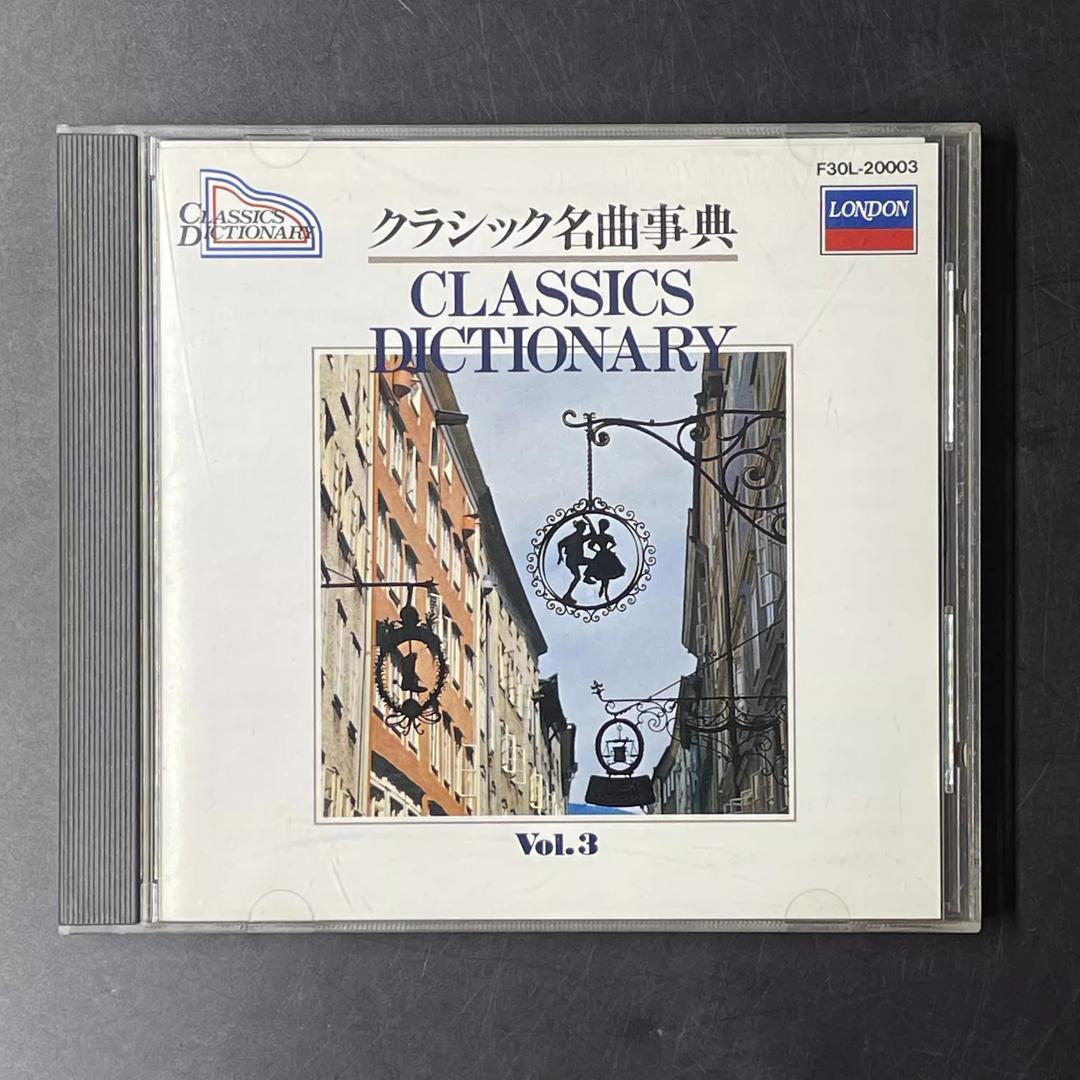 F30L-20003
CLASSICS
DICTIONARY
LONDON
クラシック名曲事典
CLASSICS
DICTIONARY
Vol.3